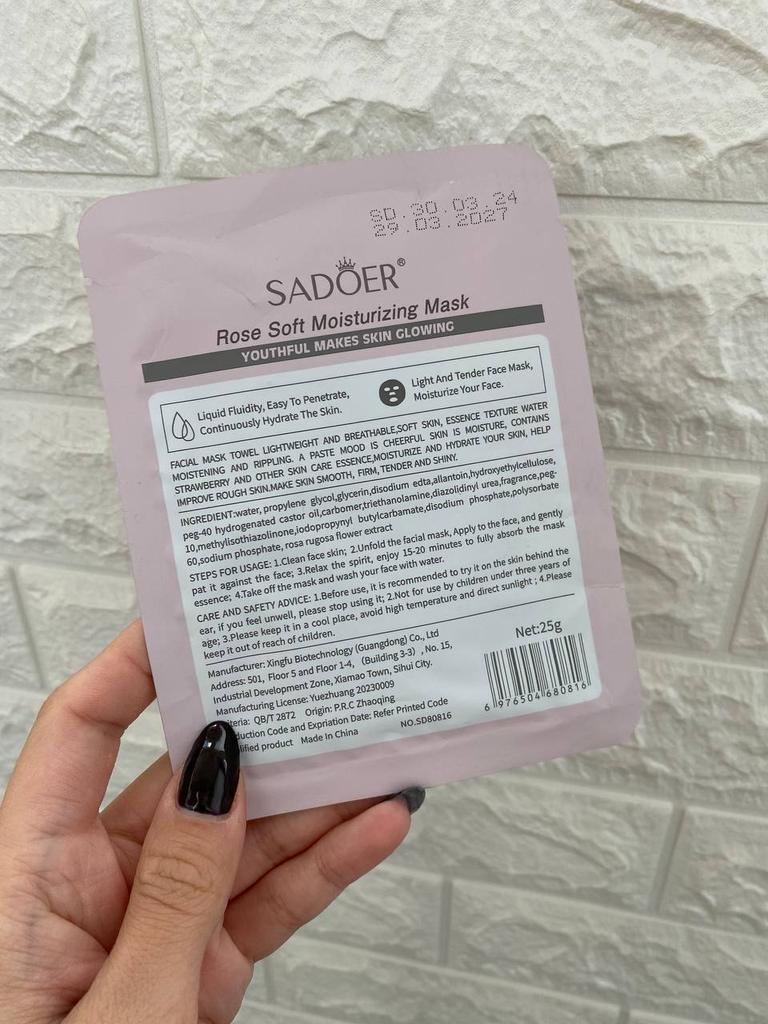 SD.30.03.24
29.03.2027
SADOER®
Rose Soft Moisturizing Mask
YOUTHFUL MAKES SKIN GLOWING
Liquid Fluidity, Easy To Penetrate,
Continuously Hydrate The Skin.
Light And Tender Face Mask,
Moisturize Your Face.
FACIAL MASK TOWEL LIGHTWEIGHT AND BREATHABLE,SOFT SKIN, ESSENCE TEXTURE WATER
MOISTENING AND RIPPLING. A PASTE MOOD IS CHEERFUL SKIN IS MOISTURE, CONTAINS
STRAWBERRY AND OTHER SKIN CARE ESSENCE,MOISTURIZE AND HYDRATE YOUR SKIN, HELP
IMPROVE ROUGH SKIN.MAKE SKIN SMOOTH, FIRM,TENDER AND SHINY.
INGREDIENT:water, propylene glycol,glycerin,disodium edta,allantoin,hydroxyethylcellulose,
peg-40 hydrogenated castor oil,carbomer,triethanolamine,diazolidinyl urea,fragrance,peg-
10,methylisothiazolinone,iodopropynyl butylcarbamate,disodium phosphate,polysorbate
60,sodium phosphate, rosa rugosa flower extract
STEPS FOR USAGE: 1.Clean face skin; 2.Unfold the facial mask, Apply to the face, and gently
pat it against the face; 3.Relax the spirit, enjoy 15-20 minutes to fully absorb the mask
essence; 4.Take off the mask and wash your face with water.
CARE AND SAFETY ADVICE: 1.Before use, it is recommended to try it on the skin behind the
ear, if you feel unwell, please stop using it; 2.Not for use by children under three years of
age; 3.Please keep it in a cool place, avoid high temperature and direct sunlight ; 4.Please
keep it out of reach of children.
Manufacturer: Xingfu Biotechnology (Guangdong) Co., Ltd
Address: 501, Floor 5 and Floor 1-4, (Building 3-3) , No. 15,
Industrial Development Zone, Xiamao Town, Sihui City.
Manufacturing License: Yuezhuang 20230009
iteria: QB/T 2872 Origin: P.R.C Zhaoqing
duction Code and Expriation Date: Refer Printed Code
lified product Made In China NO.SD80816
Net:25g
6 976504 680816